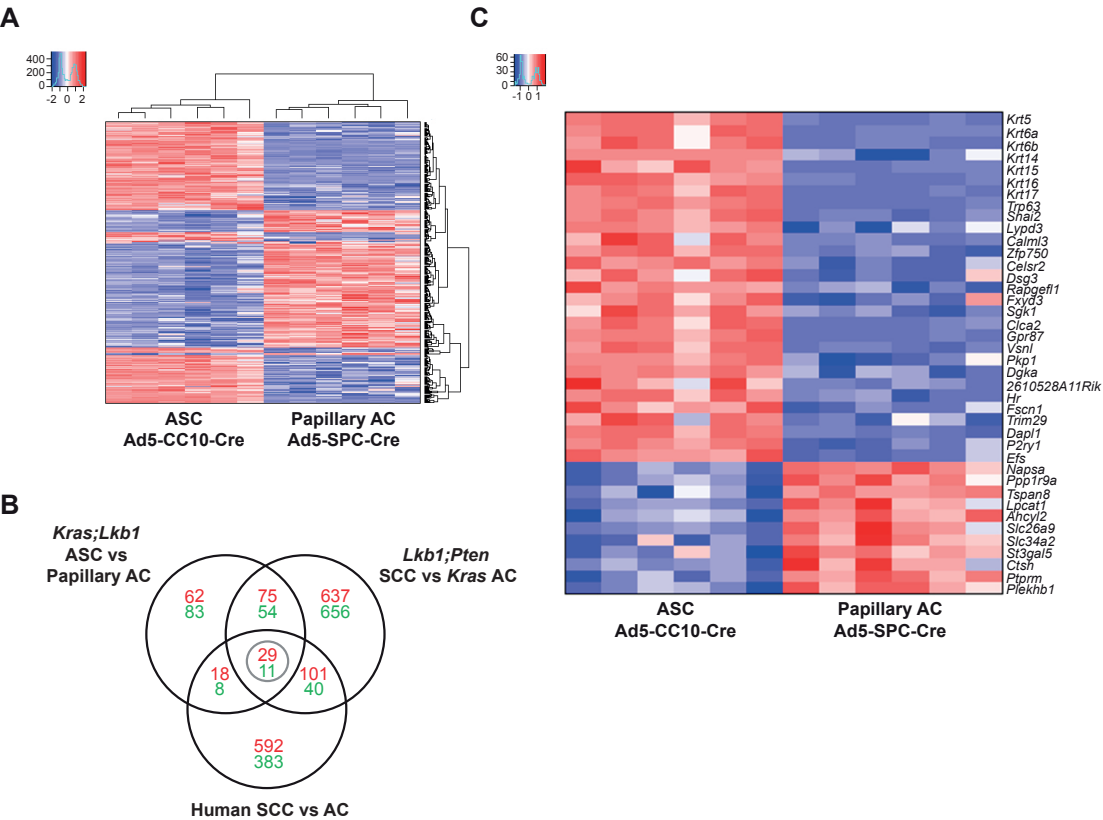 A
400
200
0
-2 0 2
ASC
Ad5-CC10-Cre
Papillary AC
Ad5-SPC-Cre
B
Kras;Lkb1
ASC vs
Papillary AC
Lkb1;Pten
SCC vs Kras AC
62
83
75
54
637
656
29
11
18
8
101
40
592
383
Human SCC vs AC
C
60
30
0
-1 0 1
Krt5
Krt6a
Krt6b
Krt14
Krt15
Krt16
Krt17
Trp63
Snai2
Lypd3
Calml3
Zfp750
Celsr2
Dsg3
Rapgefl1
Fxyd3
Sgk1
Clca2
Gpr87
Vsnl
Pkp1
Dgka
2610528A11Rik
Hr
Fscn1
Trim29
Dapl1
P2ry1
Efs
Napsa
Ppp1r9a
Tspan8
Lpcat1
Ahcyl2
Slc26a9
Slc34a2
St3gal5
Ctsh
Ptprm
Plekhb1
ASC
Ad5-CC10-Cre
Papillary AC
Ad5-SPC-Cre